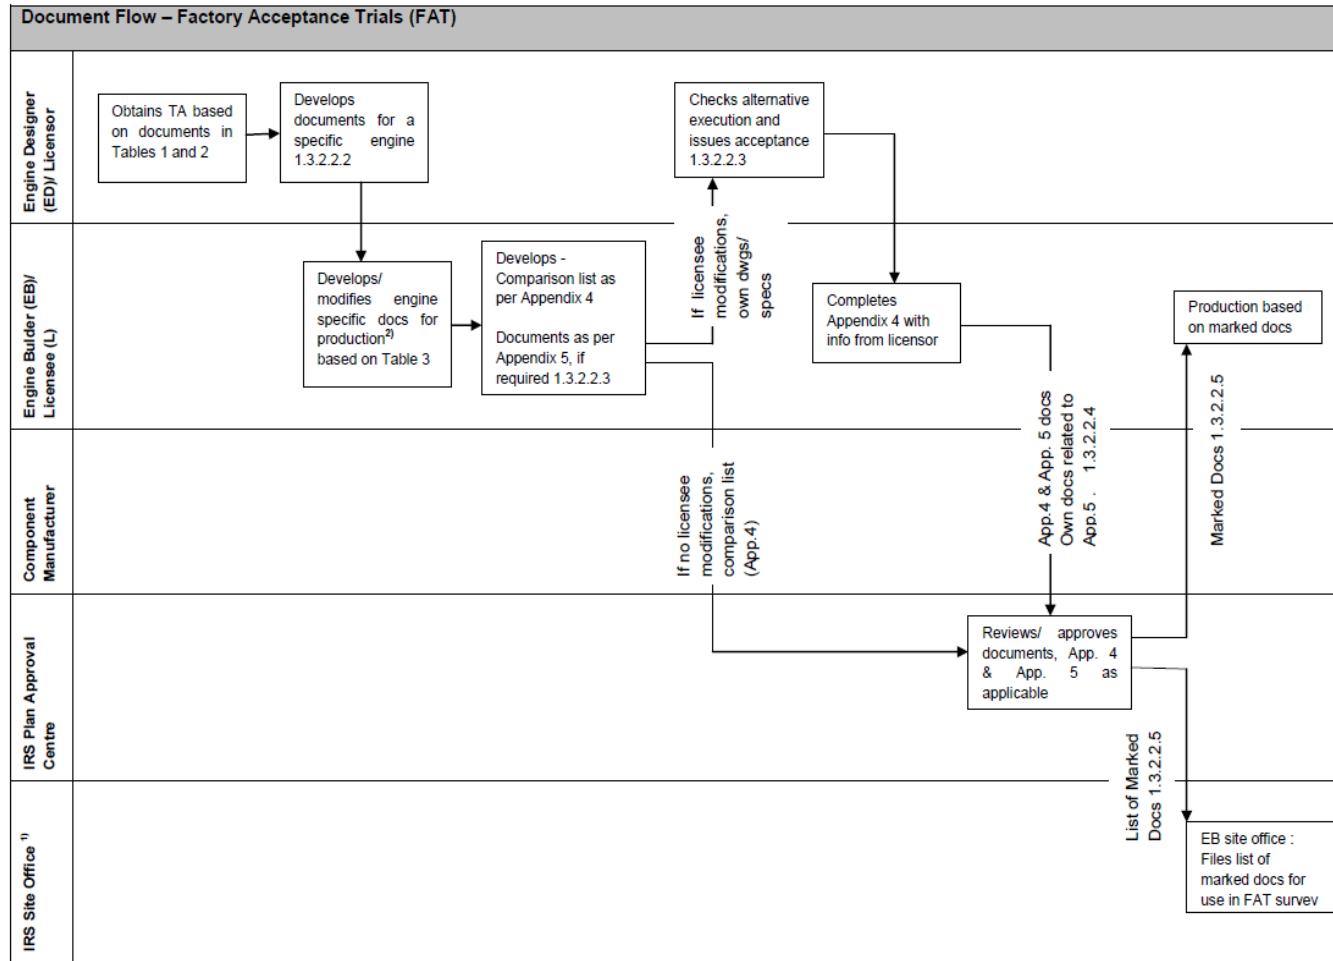 Document Flow – Factory Acceptance Trials (FAT)
Engine Designer
(ED)/ Licensor
Obtains TA based
on documents in
Tables 1 and 2
Develops
documents for a
specific engine
1.3.2.2.2
Checks alternative
execution and
issues acceptance
1.3.2.2.3
Engine Builder (EB)/
Licensee (L)
Develops/
modifies engine
specific docs for
production²⁾
based on Table 3
Develops -
Comparison list as
per Appendix 4
Documents as per
Appendix 5, if
required 1.3.2.2.3
If licensee
modifications,
own dwgs/
specs
Completes
Appendix 4 with
info from licensor
Production based
on marked docs
Component
Manufacturer
If no licensee
modifications,
comparison list
(App.4)
App.4 & App. 5 docs
Own docs related to
App.5 . 1.3.2.2.4
Marked Docs 1.3.2.2.5
IRS Plan Approval
Centre
Reviews/ approves
documents, App. 4
& App. 5 as
applicable
List of Marked
Docs 1.3.2.2.5
IRS Site Office ¹⁾
EB site office :
Files list of
marked docs for
use in FAT survey